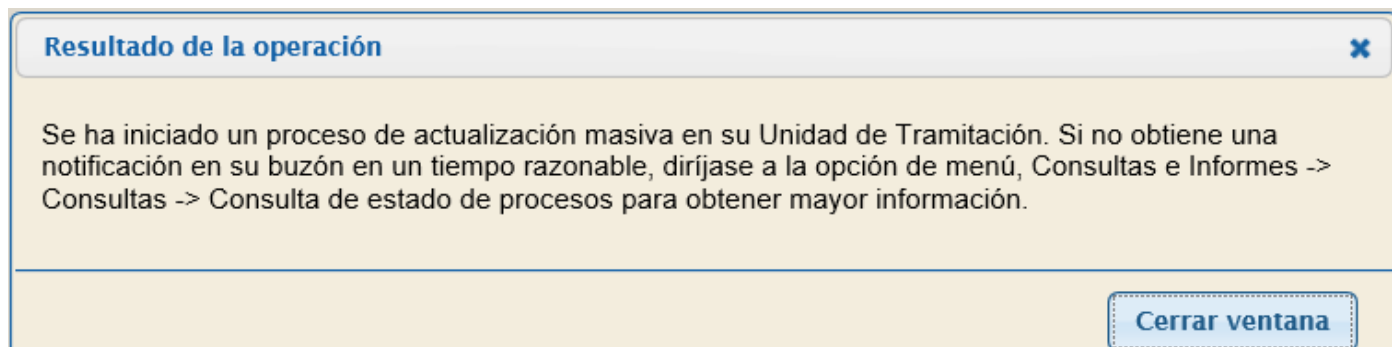 Resultado de la operación
Se ha iniciado un proceso de actualización masiva en su Unidad de Tramitación. Si no obtiene una
notificación en su buzón en un tiempo razonable, diríjase a la opción de menú, Consultas e Informes ->
Consultas -> Consulta de estado de procesos para obtener mayor información.
Cerrar ventana